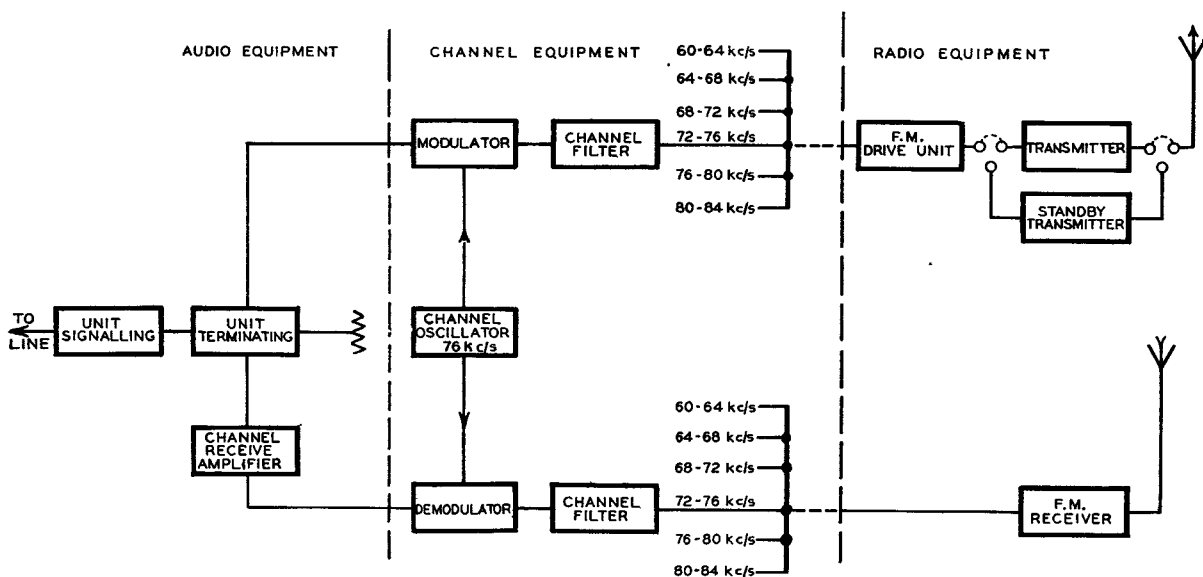 AUDIO EQUIPMENT
CHANNEL EQUIPMENT
RADIO EQUIPMENT
60-64 kc/s
64-68 kc/s
68-72 kc/s
72-76 kc/s
76-80 kc/s
80-84 kc/s
MODULATOR
CHANNEL
FILTER
F.M.
DRIVE UNIT
TRANSMITTER
STANDBY
TRANSMITTER
TO
LINE
UNIT
SIGNALLING
UNIT
TERMINATING
CHANNEL
OSCILLATOR
76 Kc/s
CHANNEL
RECEIVE
AMPLIFIER
60-64 kc/s
64-68 kc/s
68-72 kc/s
72-76 kc/s
76-80 kc/s
80-84 kc/s
DEMODULATOR
CHANNEL
FILTER
F.M.
RECEIVER